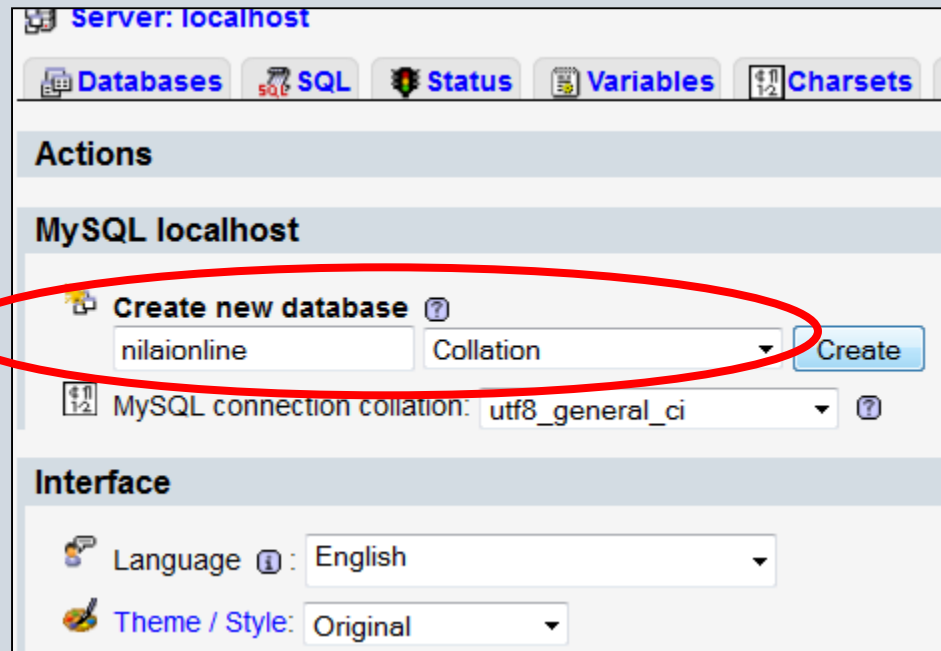 Server: localhost
Databases SQL Status Variables Charsets
Actions
MySQL localhost
Create new database
nilaionline Collation Create
MySQL connection collation: utf8_general_ci
Interface
Language : English
Theme / Style: Original